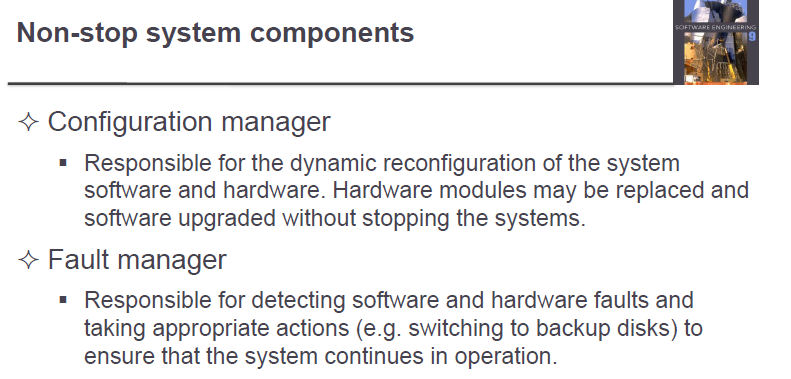 Non-stop system components
SOFTWARE ENGINEERING
9
✧ Configuration manager
▪ Responsible for the dynamic reconfiguration of the system
software and hardware. Hardware modules may be replaced and
software upgraded without stopping the systems.
✧ Fault manager
▪ Responsible for detecting software and hardware faults and
taking appropriate actions (e.g. switching to backup disks) to
ensure that the system continues in operation.